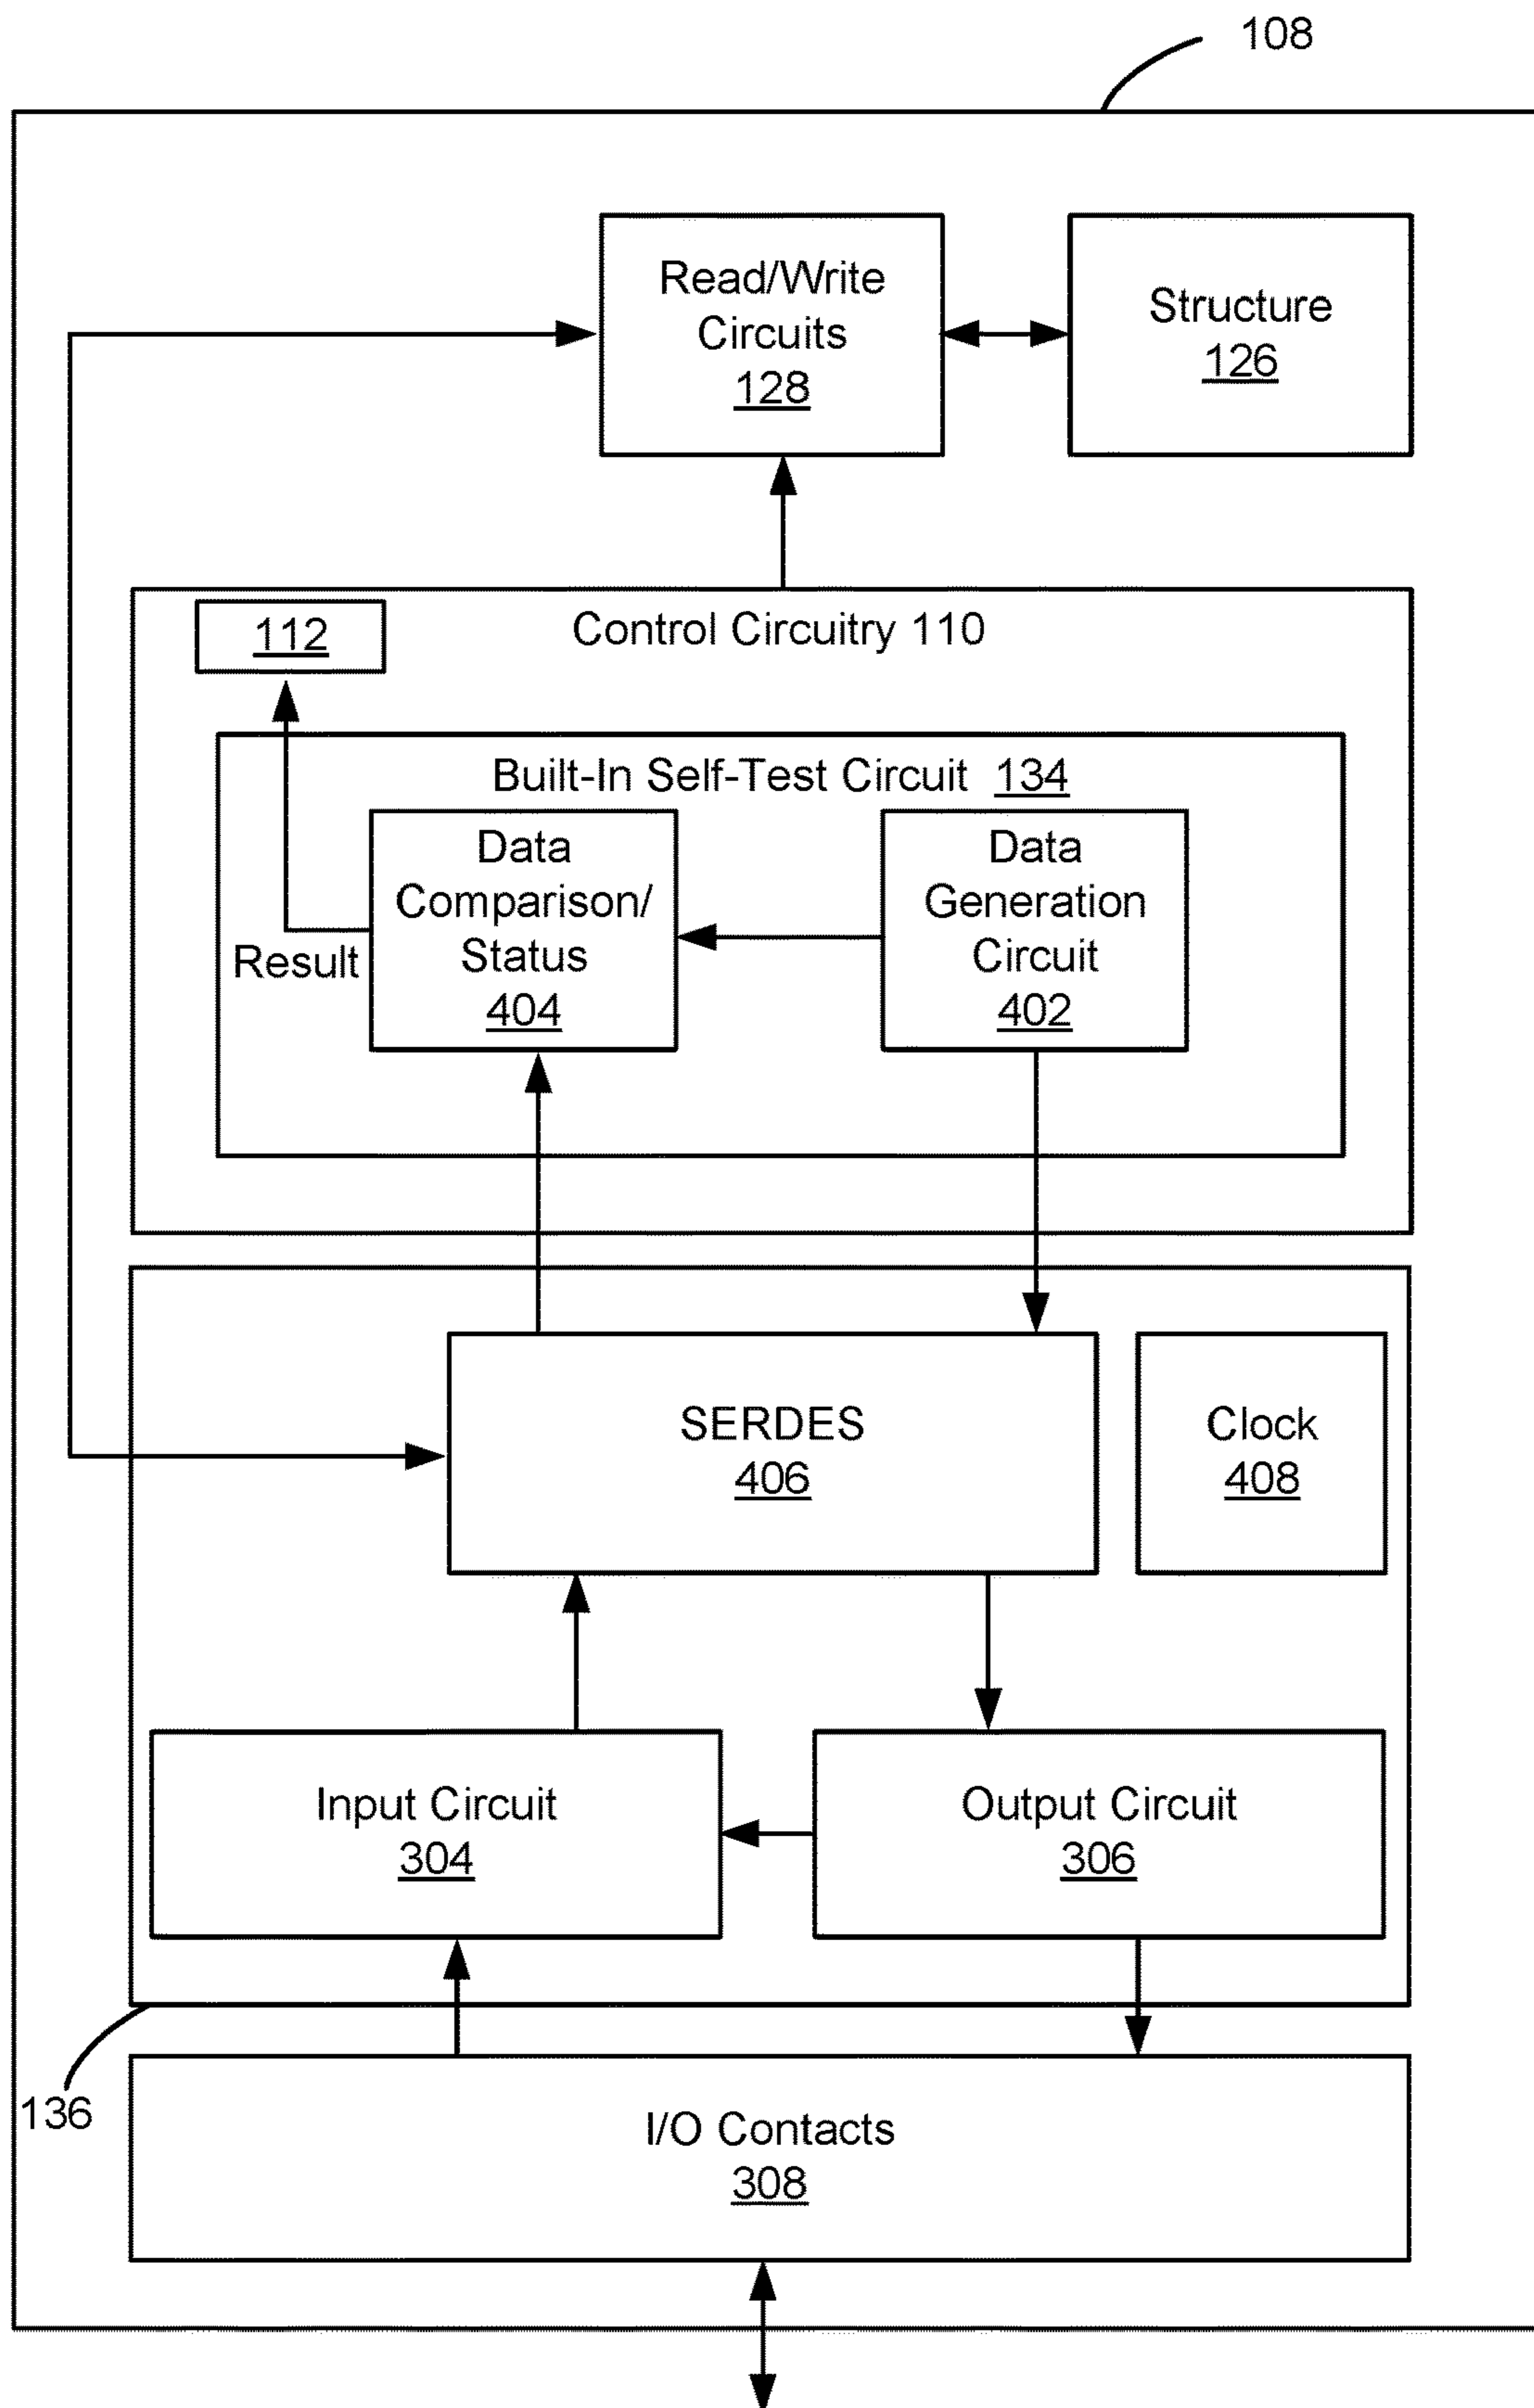 108
Read/Write
Circuits
128
Structure
126
112
Control Circuitry 110
Built-In Self-Test Circuit 134
Data
Comparison/
Status
404
Data
Generation
Circuit
402
Result
SERDES
406
Clock
408
Input Circuit
304
Output Circuit
306
136
I/O Contacts
308